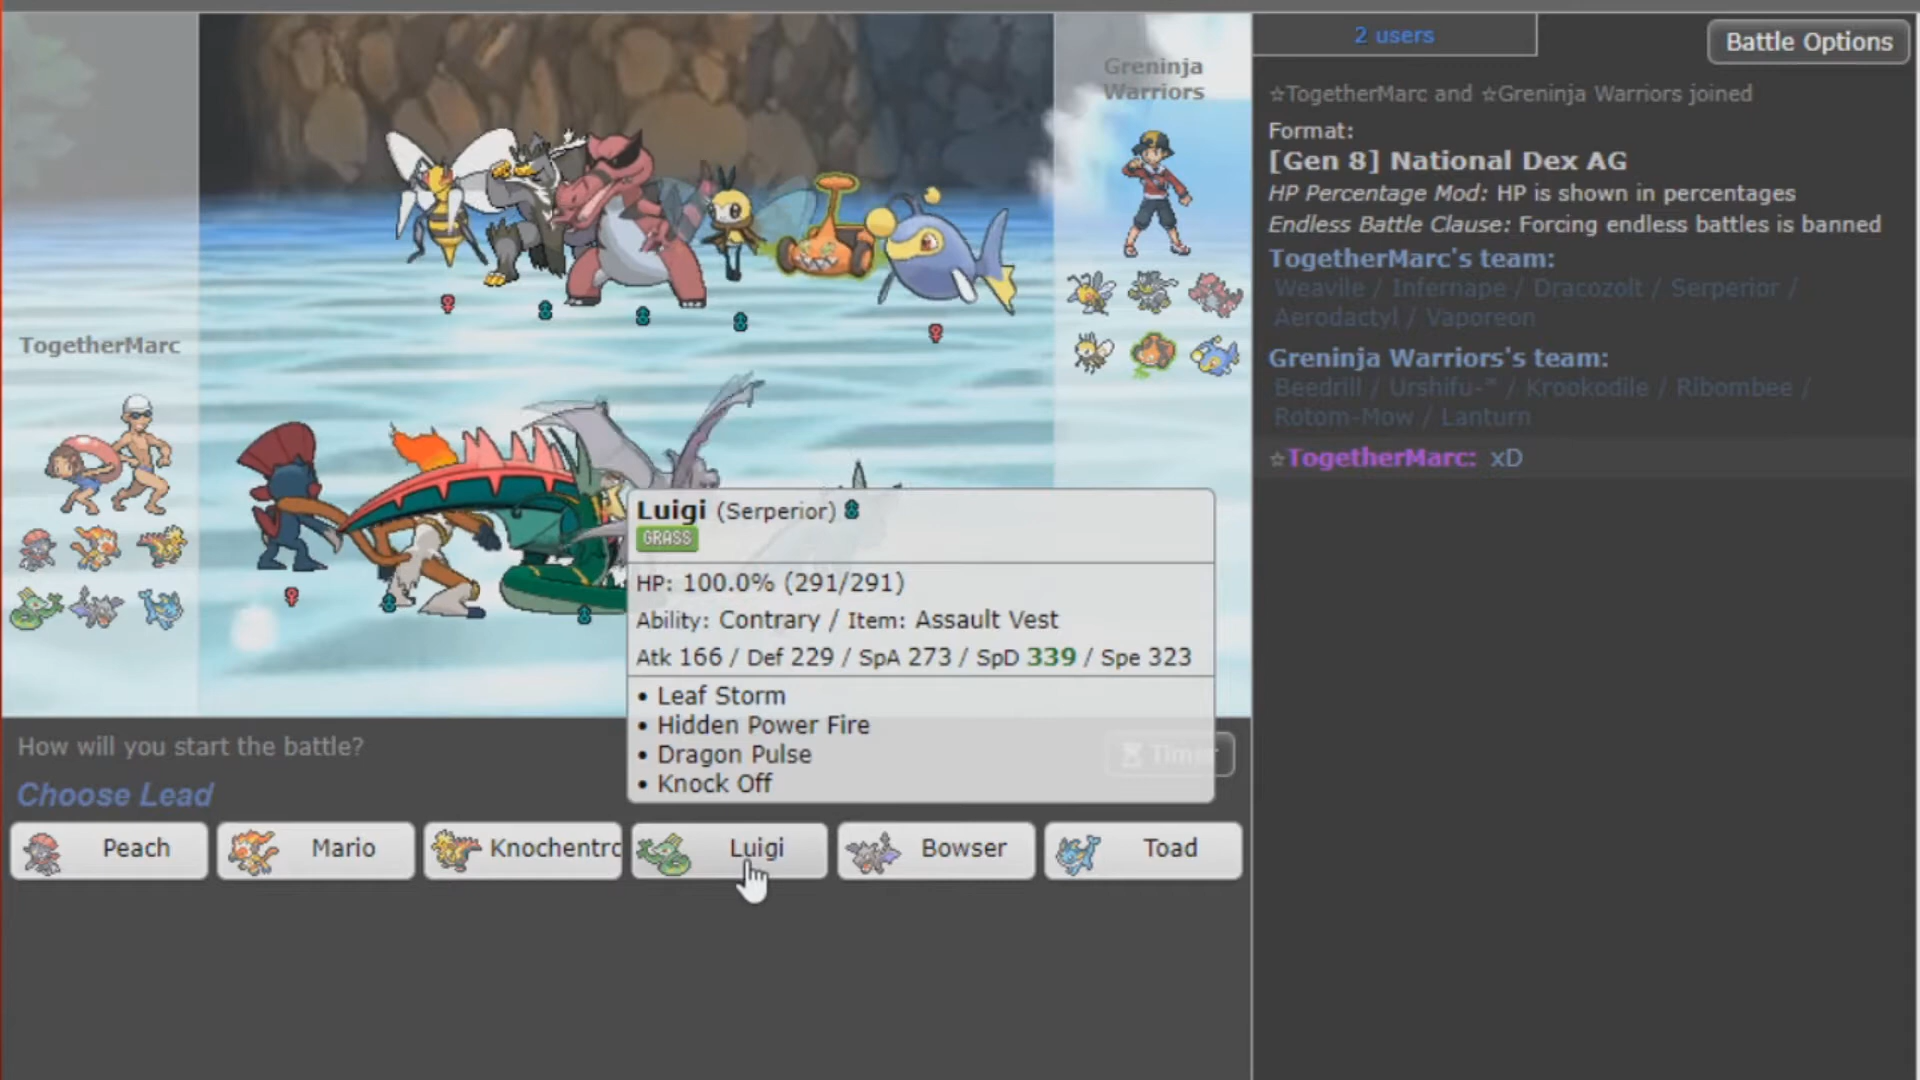 2 users
Battle Options
Greninja
Warriors
☆TogetherMarc and ☆Greninja Warriors joined
Format:
[Gen 8] National Dex AG
HP Percentage Mod: HP is shown in percentages
Endless Battle Clause: Forcing endless battles is banned
TogetherMarc's team:
Weavile / Infernape / Dracozolt / Serperior /
Aerodactyl / Vaporeon
Greninja Warriors's team:
Beedrill / Urshifu-* / Krookodile / Ribombee /
Rotom-Mow / Lanturn
☆TogetherMarc: xD
TogetherMarc
Luigi (Serperior)
GRASS
HP: 100.0% (291/291)
Ability: Contrary / Item: Assault Vest
Atk 166 / Def 229 / SpA 273 / SpD 339 / Spe 323
• Leaf Storm
• Hidden Power Fire
• Dragon Pulse
• Knock Off
How will you start the battle?
Timer
Choose Lead
Peach
Mario
Knochentro
Luigi
Bowser
Toad